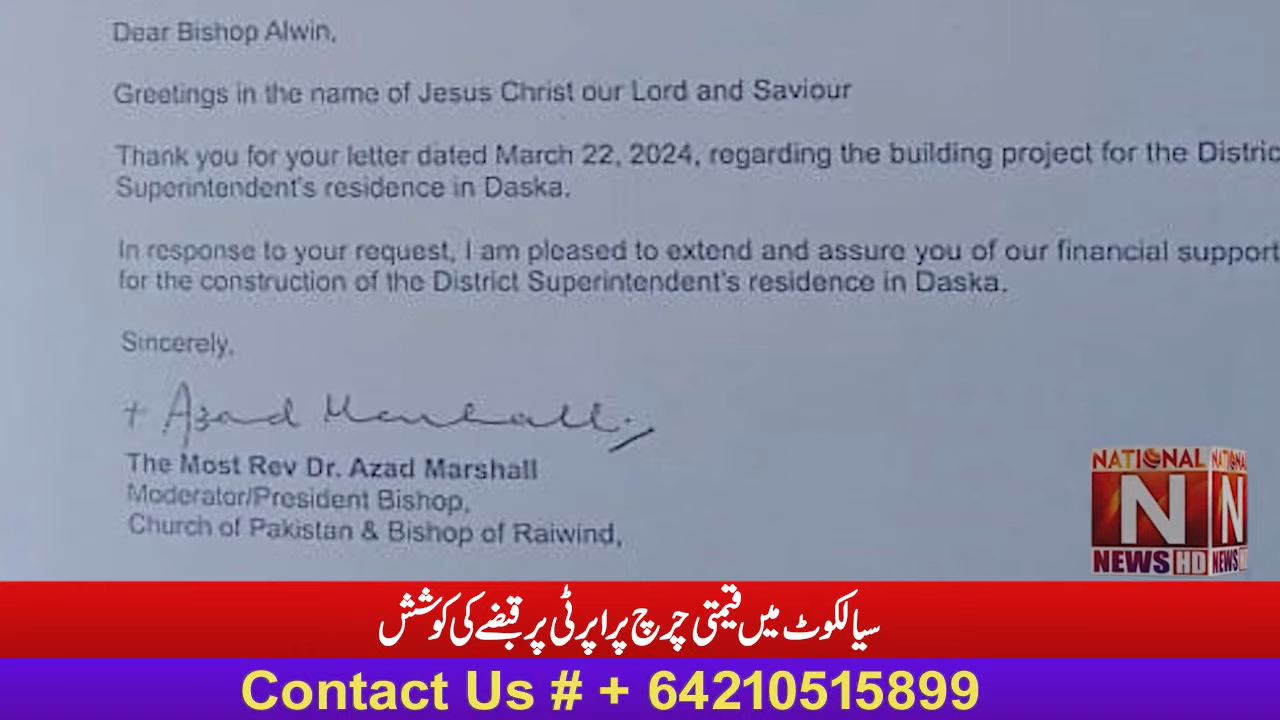 Dear Bishop Alwin,
Greetings in the name of Jesus Christ our Lord and Saviour
Thank you for your letter dated March 22, 2024, regarding the building project for the Distric
Superintendent's residence in Daska.
In response to your request, I am pleased to extend and assure you of our financial support
for the construction of the District Superintendent's residence in Daska.
Sincerely,
+ Azad Marshall
The Most Rev Dr. Azad Marshall
Moderator/President Bishop,
Church of Pakistan & Bishop of Raiwind,
NATIONAL NATIONAL
N N
NEWS HD NEWS
سیالکوٹ میں قیمتی چرچ پراپرٹی پر قبضے کی کوشش
Contact Us # + 64210515899